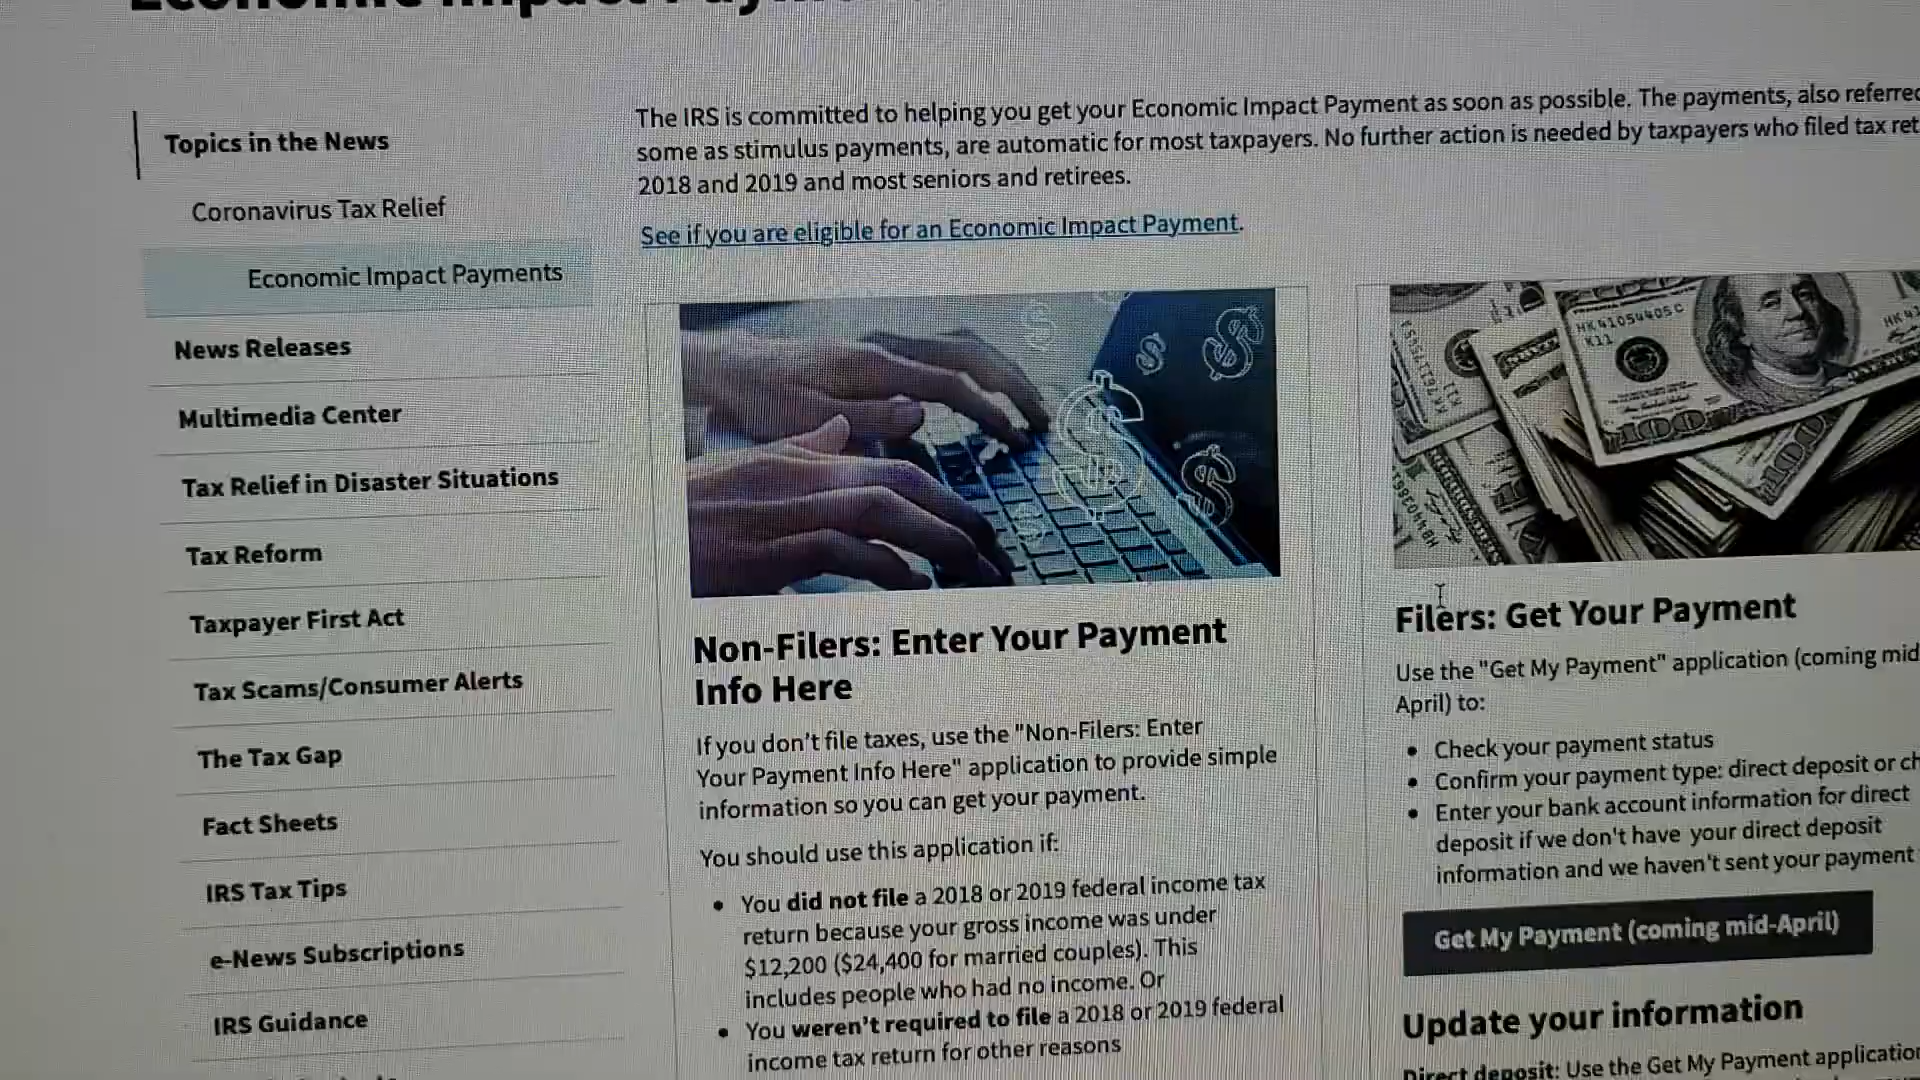 Economic Impact
Topics in the News
Coronavirus Tax Relief
Economic Impact Payments
News Releases
Multimedia Center
Tax Relief in Disaster Situations
Tax Reform
Taxpayer First Act
Tax Scams/Consumer Alerts
The Tax Gap
Fact Sheets
IRS Tax Tips
e-News Subscriptions
IRS Guidance
The IRS is committed to helping you get your Economic Impact Payment as soon as possible. The payments, also referred
some as stimulus payments, are automatic for most taxpayers. No further action is needed by taxpayers who filed tax ret
2018 and 2019 and most seniors and retirees.
See if you are eligible for an Economic Impact Payment.
Non-Filers: Enter Your Payment
Info Here
If you don't file taxes, use the "Non-Filers: Enter
Your Payment Info Here" application to provide simple
information so you can get your payment.
You should use this application if:
You did not file a 2018 or 2019 federal income tax
return because your gross income was under
$12,200 ($24,400 for married couples). This
includes people who had no income. Or
You weren't required to file a 2018 or 2019 federal
income tax return for other reasons
HK41054405C
K11
100
Filers: Get Your Payment
Use the "Get My Payment" application (coming mid
April) to:
Check your payment status
Confirm your payment type: direct deposit or ch
Enter your bank account information for direct
deposit if we don't have your direct deposit
information and we haven't sent your payment
Get My Payment (coming mid-April)
Update your information
Direct deposit: Use the Get My Payment application